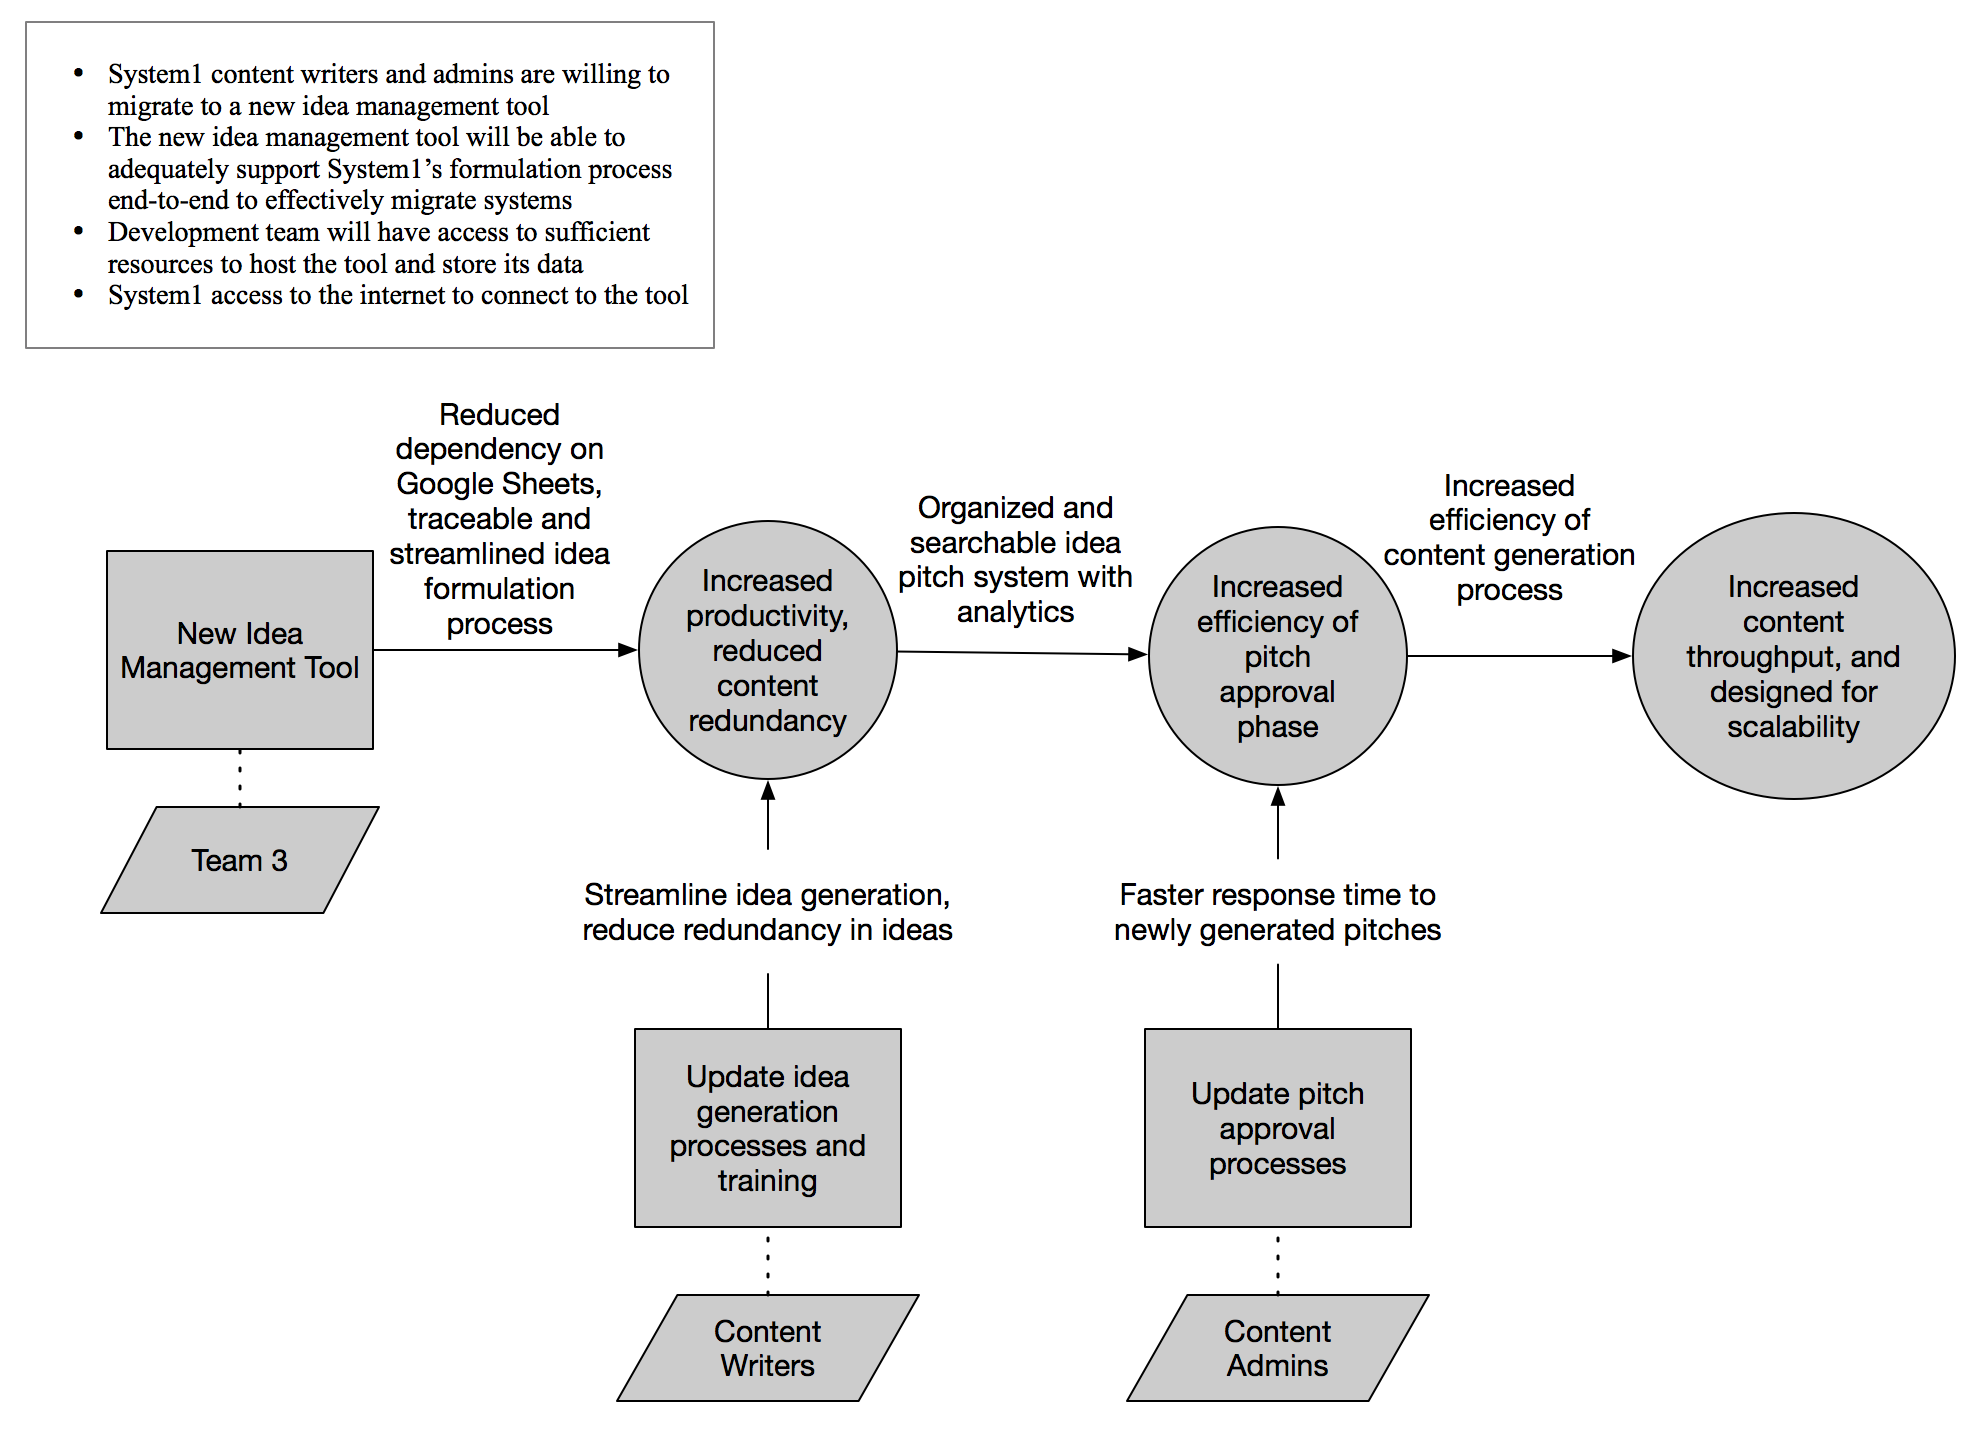 • System1 content writers and admins are willing to
migrate to a new idea management tool
• The new idea management tool will be able to
adequately support System1’s formulation process
end-to-end to effectively migrate systems
• Development team will have access to sufficient
resources to host the tool and store its data
• System1 access to the internet to connect to the tool
New Idea
Management Tool
Team 3
Reduced
dependency on
Google Sheets,
traceable and
streamlined idea
formulation
process
Increased
productivity,
reduced
content
redundancy
Organized and
searchable idea
pitch system with
analytics
Increased
efficiency of
pitch
approval
phase
Increased
efficiency of
content generation
process
Increased
content
throughput, and
designed for
scalability
Streamline idea generation,
reduce redundancy in ideas
Faster response time to
newly generated pitches
Update idea
generation
processes and
training
Update pitch
approval
processes
Content
Writers
Content
Admins